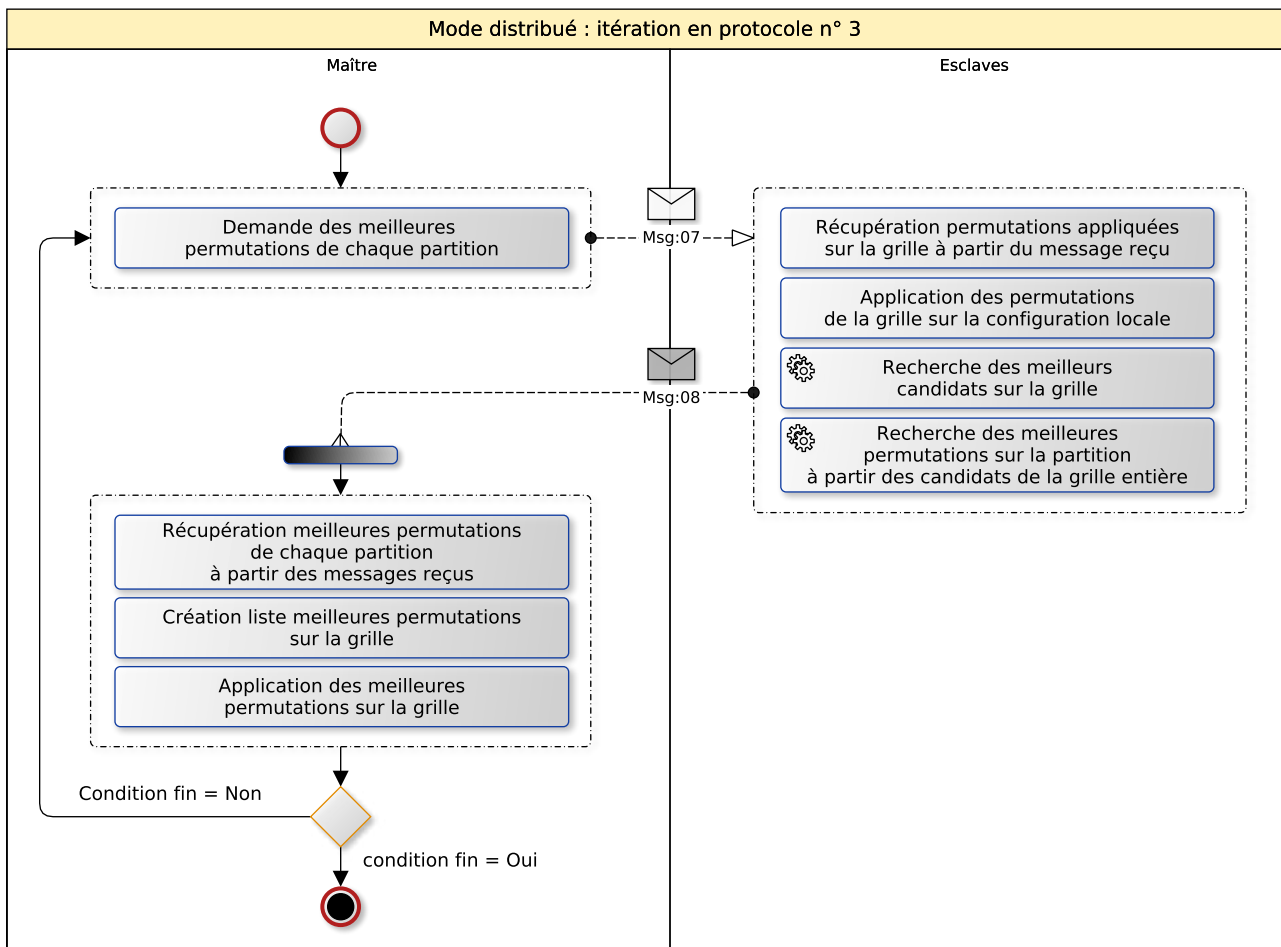 Mode distribué : itération en protocole n° 3
Maître
Esclaves
Demande des meilleures
permutations de chaque partition
Msg:07
Récupération permutations appliquées
sur la grille à partir du message reçu
Application des permutations
de la grille sur la configuration locale
Recherche des meilleurs
candidats sur la grille
Msg:08
Recherche des meilleures
permutations sur la partition
à partir des candidats de la grille entière
Récupération meilleures permutations
de chaque partition
à partir des messages reçus
Création liste meilleures permutations
sur la grille
Application des meilleures
permutations sur la grille
Condition fin = Non
condition fin = Oui